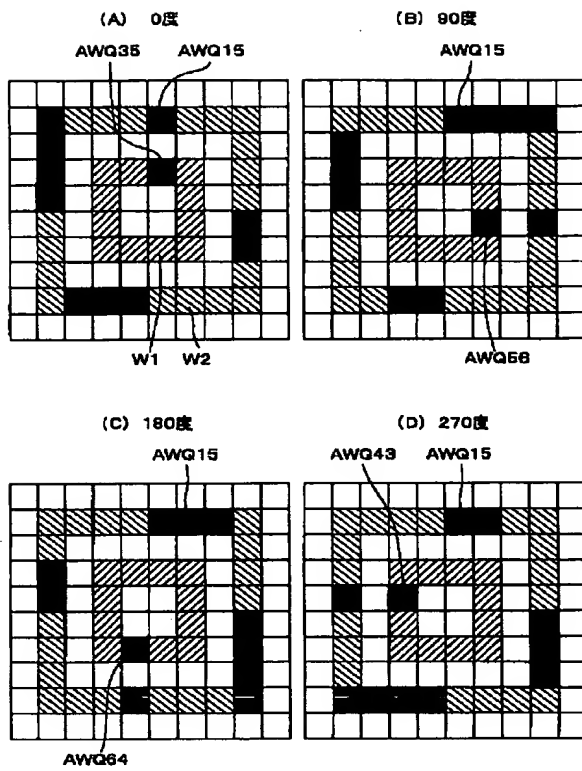 (A) 0度
AWQ35 AWQ15
W1 W2
(B) 90度
AWQ15
AWQ56
(C) 180度
AWQ15
AWQ64
(D) 270度
AWQ43 AWQ15